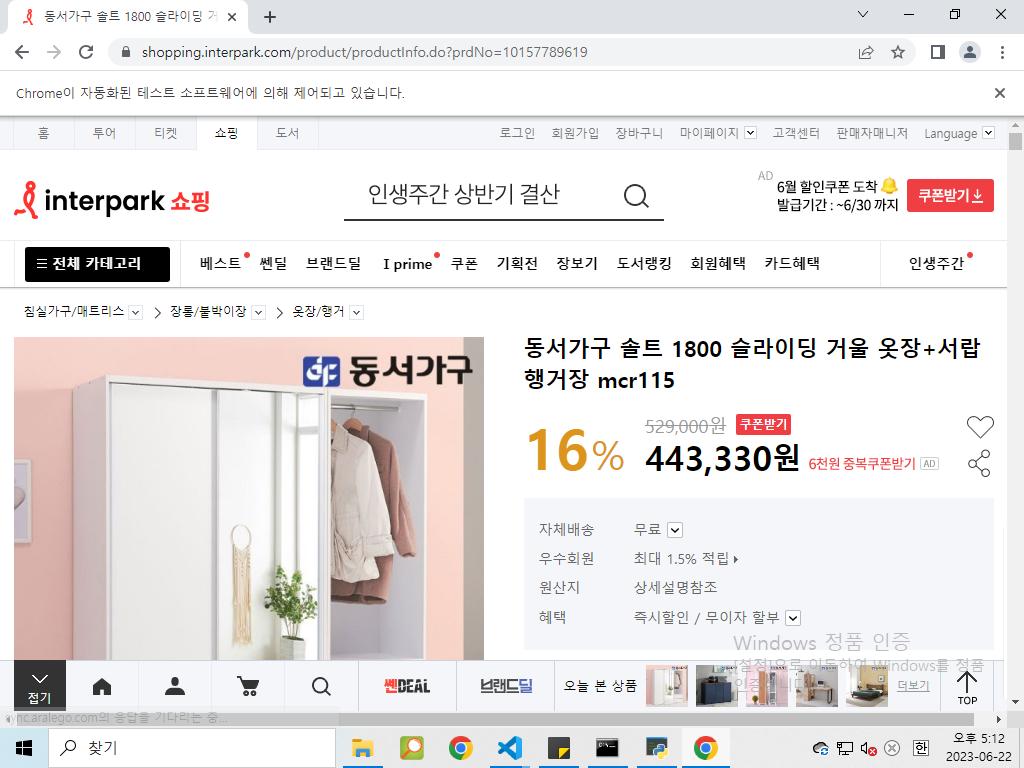 동서가구 솔트 1800 슬라이딩 거
shopping.interpark.com/product/productInfo.do?prdNo=10157789619
Chrome이 자동화된 테스트 소프트웨어에 의해 제어되고 있습니다.
홈 투어 티켓 쇼핑 도서 로그인 회원가입 장바구니 마이페이지 고객센터 판매자매니저 Language
interpark 쇼핑
인생주간 상반기 결산
AD
6월 할인쿠폰 도착
발급기간 : ~6/30 까지
쿠폰받기
전체 카테고리 베스트 쎈딜 브랜드딜 I prime 쿠폰 기획전 장보기 도서랭킹 회원혜택 카드혜택 인생주간
침실가구/매트리스 장롱/붙박이장 옷장/행거
동서가구
동서가구 솔트 1800 슬라이딩 거울 옷장+서랍
행거장 mcr115
16%
529,000원 쿠폰받기
443,330원 6천원 중복쿠폰받기 AD
자체배송 무료
우수회원 최대 1.5% 적립
원산지 상세설명참조
혜택 즉시할인 / 무이자 할부
Windows 정품 인증
[설정]으로 이동하여 Windows를 정품
인증합니다.
접기
쎈DEAL
브랜드딜
오늘 본 상품
더보기
TOP
ync.aralego.com의 응답을 기다리는 중...
찾기
한
오후 5:12
2023-06-22